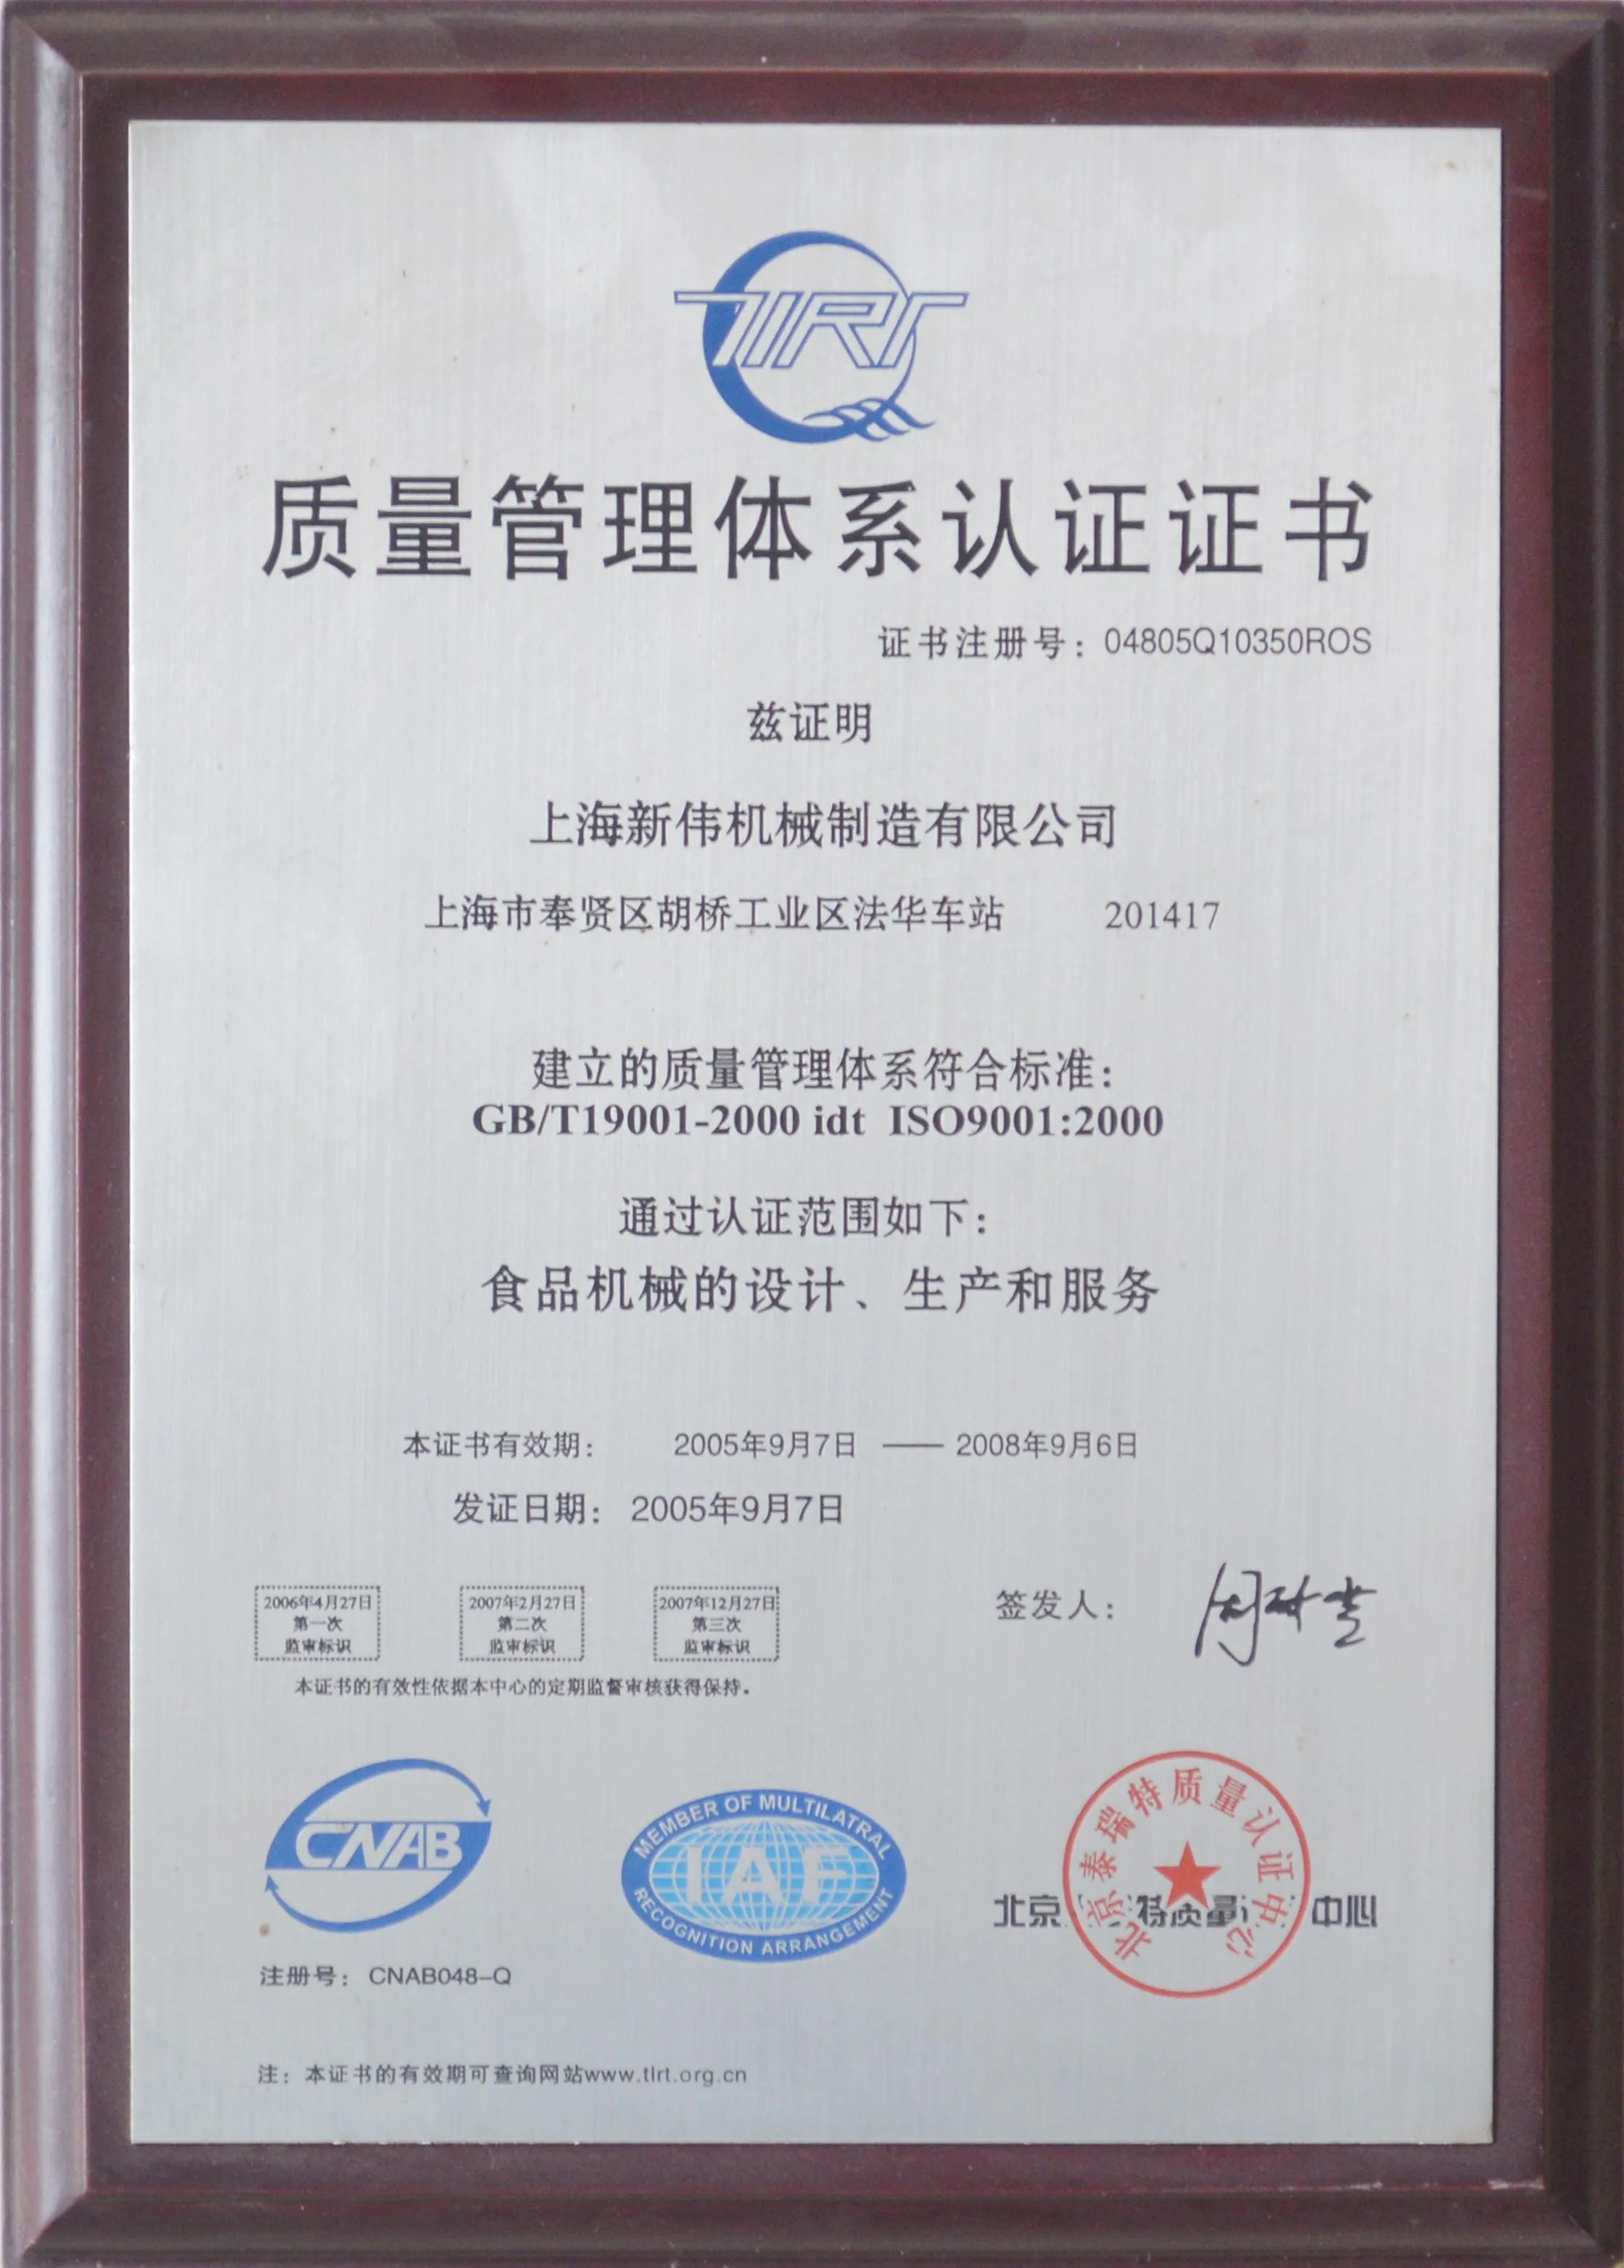 TIRT
质量管理体系认证证书
证书注册号：04805Q10350ROS
兹证明
上海新伟机械制造有限公司
上海市奉贤区胡桥工业区法华车站 201417
建立的质量管理体系符合标准：
GB/T19001-2000 idt ISO9001:2000
通过认证范围如下：
食品机械的设计、生产和服务
本证书有效期： 2005年9月7日 —— 2008年9月6日
发证日期： 2005年9月7日
2006年4月27日
第一次
监审标识
2007年2月27日
第二次
监审标识
2007年12月27日
第三次
监审标识
签发人：
本证书的有效性依据本中心的定期监督审核获得保持。
CNAB
MEMBER OF MULTILATRAL
IAF
RECOGNITION ARRANGEMENT
北京泰瑞特质量认证中心
北京 特质量 中心
注册号： CNAB048-Q
注：本证书的有效期可查询网站www.tirt.org.cn